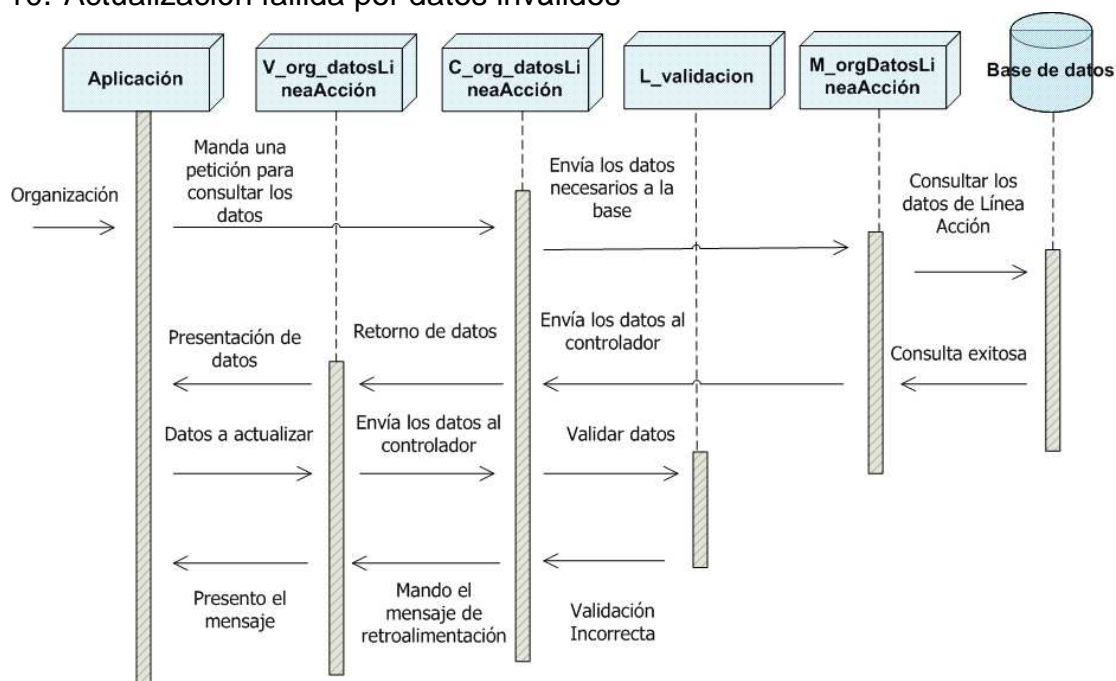 10. Actualización fallida por datos inválidos
Aplicación
V_org_datosLi
neaAcción
C_org_datosLi
neaAcción
L_validacion
M_orgDatosLi
neaAcción
Base de datos
Organización
Manda una
petición para
consultar los
datos
Envía los datos
necesarios a la
base
Consultar los
datos de Línea
Acción
Presentación de
datos
Retorno de datos
Envía los datos al
controlador
Consulta exitosa
Datos a actualizar
Envía los datos al
controlador
Validar datos
Presento el
mensaje
Mando el
mensaje de
retroalimentación
Validación
Incorrecta